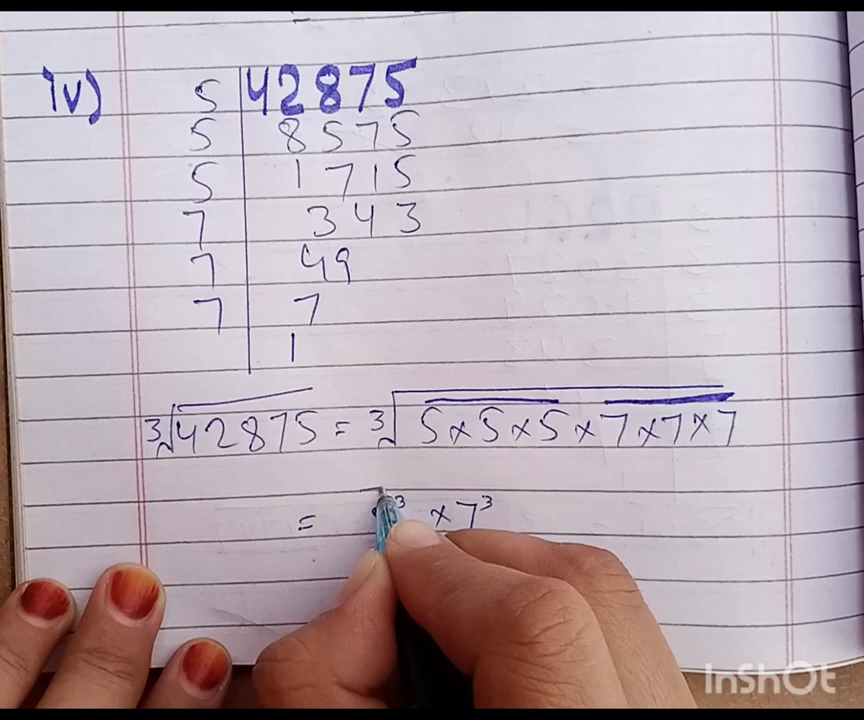 iv) 5 | 42875
5 | 8575
5 | 1715
7 | 343
7 | 49
7 | 7
1
∛42875 = ∛5×5×5×7×7×7
= ³ × 7³
InShOt